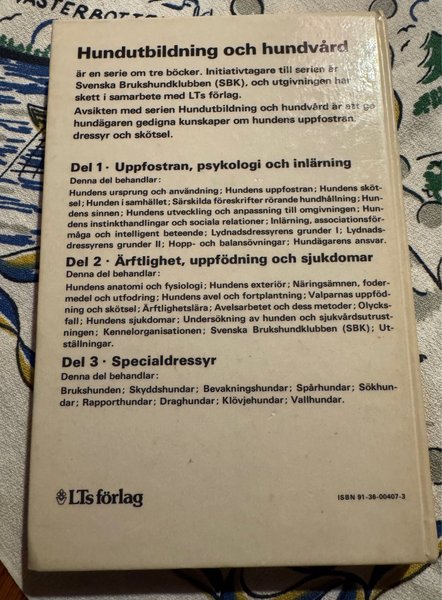 ÄSTERBOTTE
Hundutbildning och hundvård
är en serie om tre böcker. Initiativtagare till serien är
Svenska Brukshundklubben (SBK), och utgivningen har
skett i samarbete med LTs förlag.
Avsikten med serien Hundutbildning och hundvård är att ge
hundägaren gedigna kunskaper om hundens uppfostran,
dressyr och skötsel.
Del 1 · Uppfostran, psykologi och inlärning
Denna del behandlar:
Hundens ursprung och användning; Hundens uppfostran; Hundens sköt-
sel; Hunden i samhället; Särskilda föreskrifter rörande hundhållning; Hun-
dens sinnen; Hundens utveckling och anpassning till omgivningen; Hun-
dens instinkthandlingar och sociala relationer; Inlärning, associationsför-
måga och intelligent beteende; Lydnadsdressyrens grunder I; Lydnads-
dressyrens grunder II; Hopp- och balansövningar; Hundägarens ansvar.
Del 2 · Ärftlighet, uppfödning och sjukdomar
Denna del behandlar:
Hundens anatomi och fysiologi; Hundens exteriör; Näringsämnen, foder-
medel och utfodring; Hundens avel och fortplantning; Valparnas uppföd-
ning och skötsel; Ärftlighetslära; Avelsarbetet och dess metoder; Olycks-
fall; Hundens sjukdomar; Undersökning av hunden och sjukvårdsutrust-
ningen; Kennelorganisationen; Svenska Brukshundklubben (SBK); Ut-
ställningar.
Del 3 · Specialdressyr
Denna del behandlar:
Brukshunden; Skyddshundar; Bevakningshundar; Spårhundar; Sökhun-
dar; Rapporthundar; Draghundar; Klövjehundar; Vallhundar.
LTs förlag
ISBN 91-36-00407-3